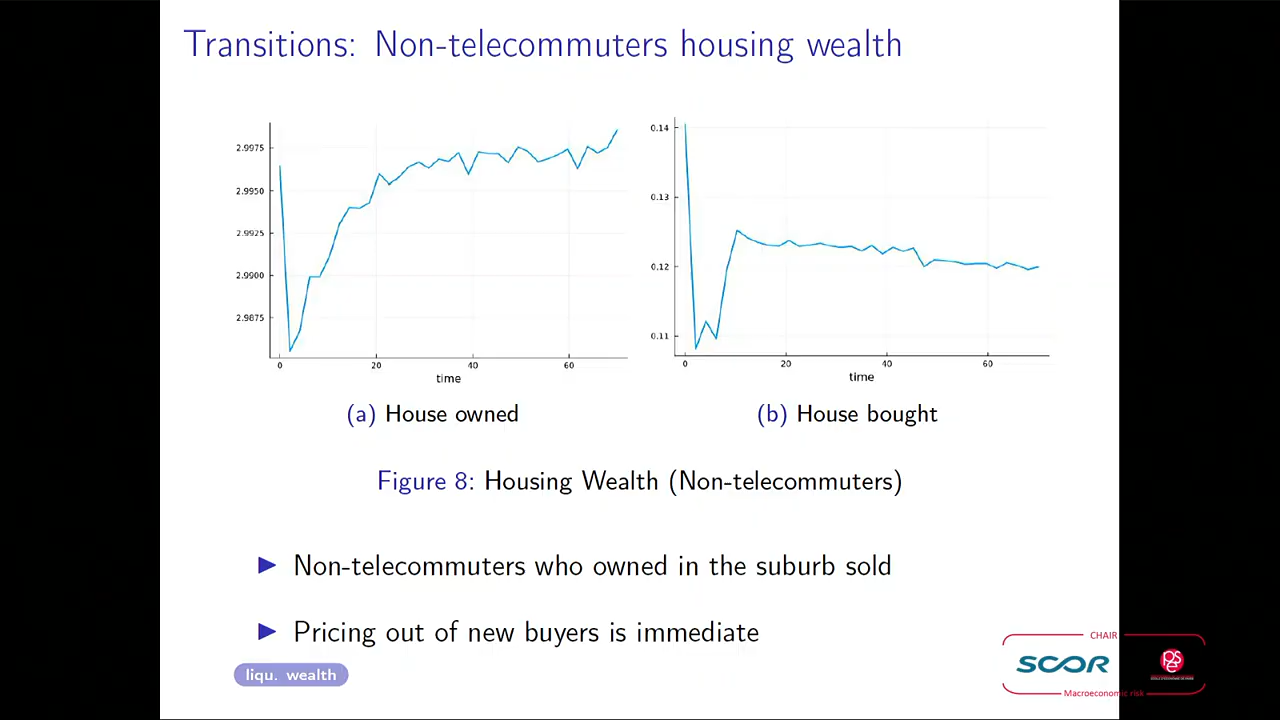 Transitions: Non-telecommuters housing wealth
2.9975
2.9950
2.9925
2.9900
2.9875
0
20
40
60
time
(a) House owned
0.14
0.13
0.12
0.11
0
20
40
60
time
(b) House bought
Figure 8: Housing Wealth (Non-telecommuters)
Non-telecommuters who owned in the suburb sold
Pricing out of new buyers is immediate
liqu. wealth
CHAIR
SCOR
Macroeconomic risk